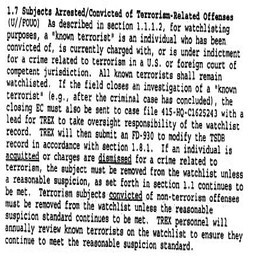 1.7 Subjects Arrested/Convicted of Terrorism-Related Offenses
(U//FOUO) As described in section 1.1.1.2, for watchlisting
purposes, a "known terrorist" is an individual who has been
convicted of, is currently charged with, or is under indictment
for a crime related to terrorism in a U.S. or foreign court of
competent jurisdiction. All known terrorists shall remain
watchlisted. If the field closes an investigation of a "known
terrorist" (e.g., after the criminal case has concluded), the
closing EC must also be sent to case file 415-HQ-C1625243 with a
lead for TREX to take oversight responsibility of the watchlist
record. TREX will then submit an FD-930 to modify the TSDB
record in accordance with section 1.8.1. If an individual is
acquitted or charges are dismissed for a crime related to
terrorism, the subject must be removed from the watchlist unless
a reasonable suspicion, as set forth in section 1.1 continues to
be met. Terrorism subjects convicted of non-terrorism offenses
must be removed from the watchlist unless the reasonable
suspicion standard continues to be met. TREX personnel will
annually review known terrorists on the watchlist to ensure they
continue to meet the reasonable suspicion standard.